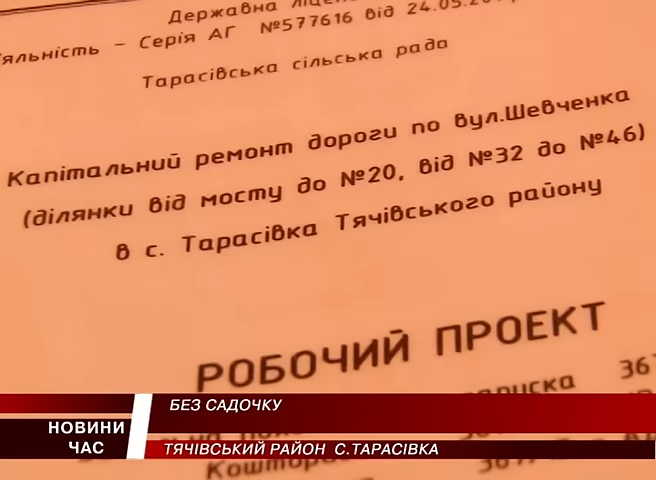 Державна
яльність – Серія АГ №577616 від 24.05.
Тарасівська сільська рада
Капітальний ремонт дороги по вул.Шевченка
(ділянки від мосту до №20, від №32 до №46)
в с. Тарасівка Тячівського району
РОБОЧИЙ ПРОЕКТ
БЕЗ САДОЧКУ
НОВИНИ
ЧАС
ТЯЧІВСЬКИЙ РАЙОН С.ТАРАСІВКА